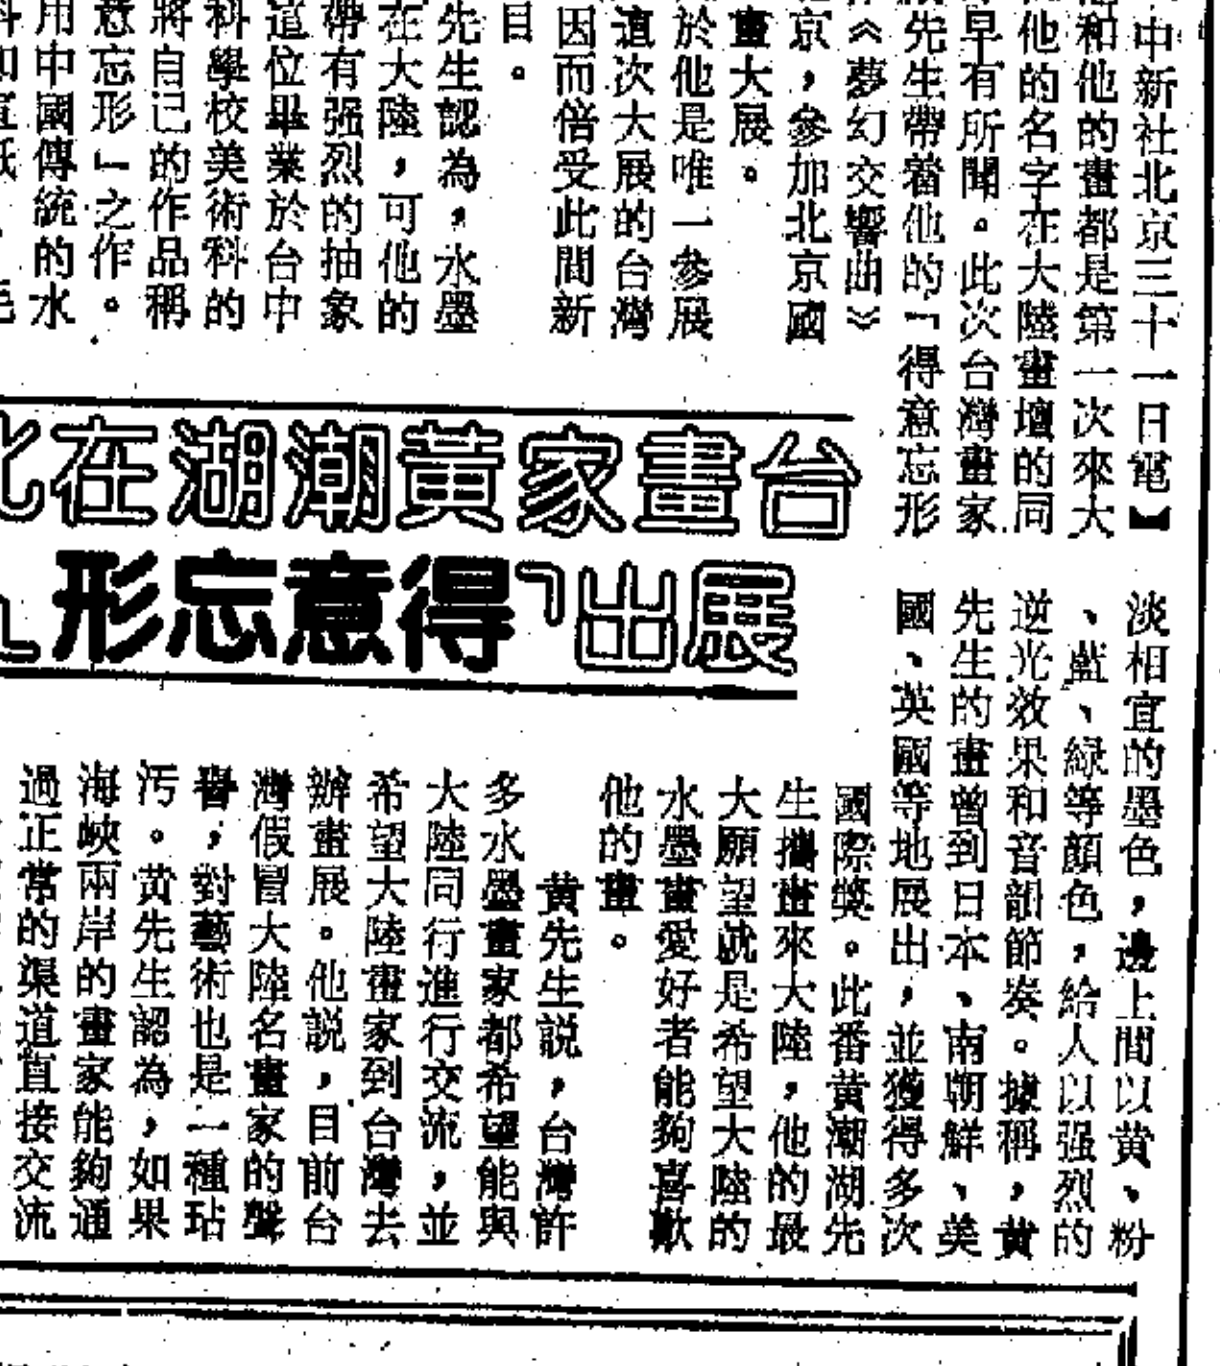 中新社北京三十一日電】
和他的畫都是第一次來大
他的名字在大陸畫壇的同
早有所聞。此次台灣畫家
先生帶着他的「得意忘形
《夢幻交響曲》
京，參加北京國
畫大展。
於他是唯一參展
這次大展的台灣
因而倍受此間新
目。
先生認為，水墨
在大陸，可他的
帶有强烈的抽象
這位畢業於台中
科學校美術科的
將自己的作品稱
意忘形」之作。
用中國傳統的水
台畫家黃潮湖在北
展出「得意忘形」
淡相宜的墨色，邊上間以黄、粉
、藍、緑等顔色，給人以强烈的
逆光效果和音韻節奏。據稱，黄
先生的畫曾到日本、南朝鮮、美
國、英國等地展出，並獲得多次
國際獎。此番黄潮湖先
生攜畫來大陸，他的最
大願望就是希望大陸的
水墨畫愛好者能夠喜歡
他的畫。
黄先生説，台灣許
多水墨畫家都希望能與
大陸同行進行交流，並
希望大陸畫家到台灣去
辦畫展。他説，目前台
灣假冒大陸名畫家的聲
譽，對藝術也是一種玷
污。黄先生認為，如果
海峽兩岸的畫家能夠通
過正常的渠道直接交流